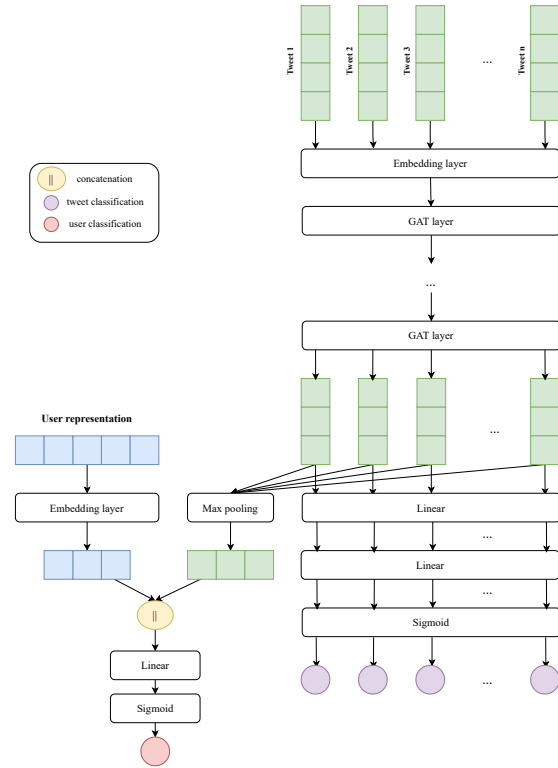 Tweet 1
Tweet 2
Tweet 3
...
Tweet n
Embedding layer
GAT layer
...
GAT layer
...
||
concatenation
tweet classification
user classification
User representation
Embedding layer
Max pooling
Linear
...
Linear
...
Sigmoid
...
||
Linear
Sigmoid